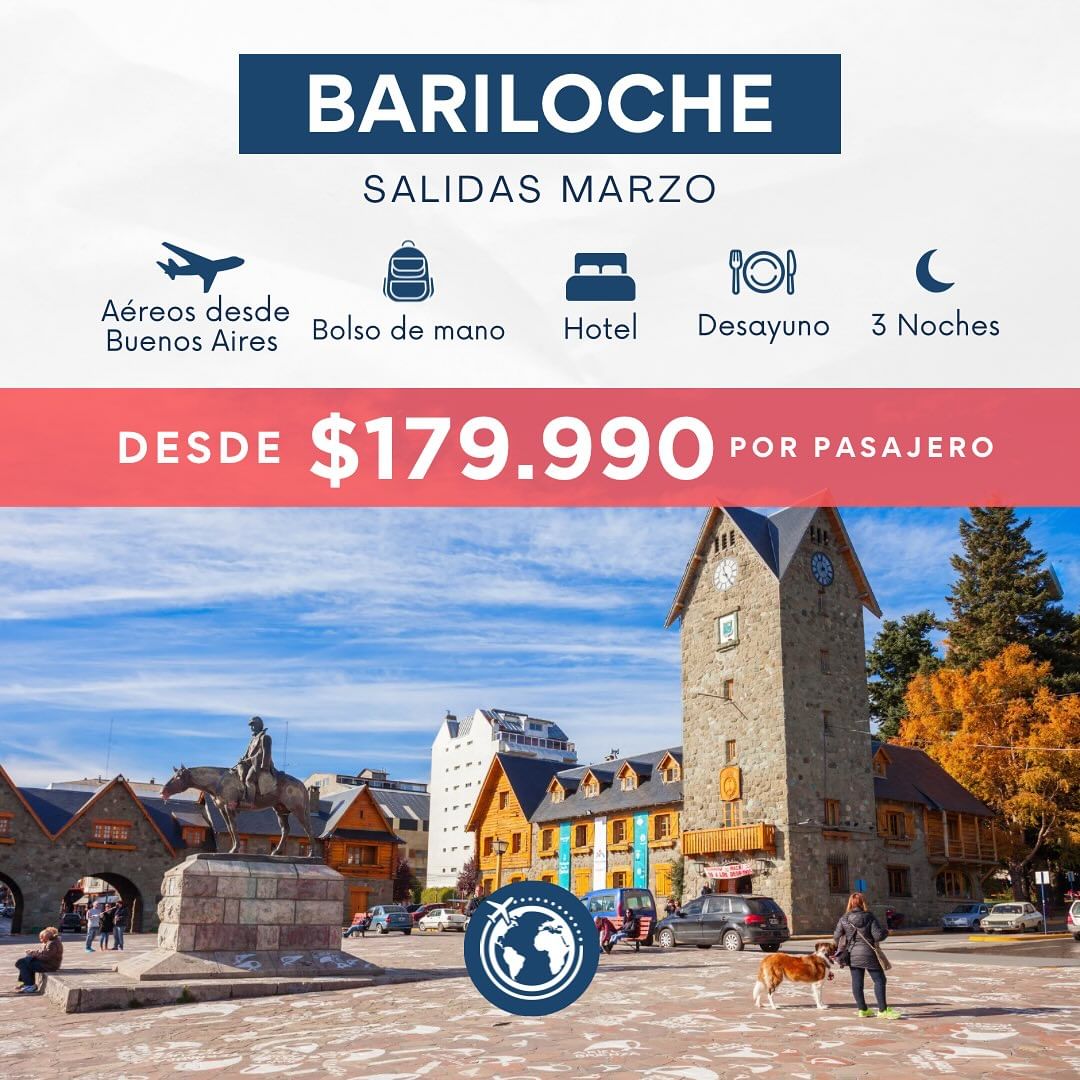 BARILOCHE
SALIDAS MARZO
Aéreos desde
Buenos Aires
Bolso de mano
Hotel
Desayuno
3 Noches
DESDE $179.990 POR PASAJERO